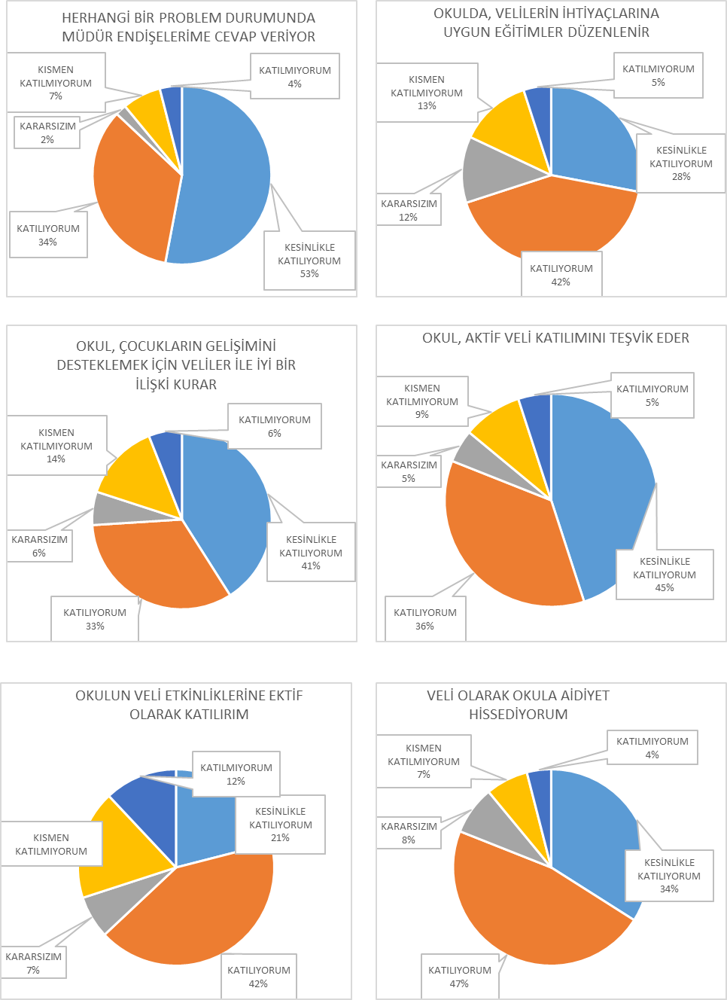 HERHANGİ BİR PROBLEM DURUMUNDA
MÜDÜR ENDİŞELERİME CEVAP VERİYOR
KISMEN
KATILMIYORUM
7%
KATILMIYORUM
4%
KARARSIZIM
2%
KATILIYORUM
34%
KESİNLİKLE
KATILIYORUM
53%
OKULDA, VELİLERİN İHTİYAÇLARINA
UYGUN EĞİTİMLER DÜZENLENİR
KISMEN
KATILMIYORUM
13%
KATILMIYORUM
5%
KESİNLİKLE
KATILIYORUM
28%
KARARSIZIM
12%
KATILIYORUM
42%
OKUL, ÇOCUKLARIN GELİŞİMİNİ
DESTEKLEMEK İÇİN VELİLER İLE İYİ BİR
İLİŞKİ KURAR
KISMEN
KATILMIYORUM
14%
KATILMIYORUM
6%
KARARSIZIM
6%
KESİNLİKLE
KATILIYORUM
41%
KATILIYORUM
33%
OKUL, AKTİF VELİ KATILIMINI TEŞVİK EDER
KISMEN
KATILMIYORUM
9%
KATILMIYORUM
5%
KARARSIZIM
5%
KESİNLİKLE
KATILIYORUM
45%
KATILIYORUM
36%
OKULUN VELİ ETKİNLİKLERİNE EKTİF
OLARAK KATILIRIM
KATILMIYORUM
12%
KESİNLİKLE
KATILIYORUM
21%
KISMEN
KATILMIYORUM
KARARSIZIM
7%
KATILIYORUM
42%
VELİ OLARAK OKULA AİDİYET
HİSSEDİYORUM
KISMEN
KATILMIYORUM
7%
KATILMIYORUM
4%
KARARSIZIM
8%
KESİNLİKLE
KATILIYORUM
34%
KATILIYORUM
47%